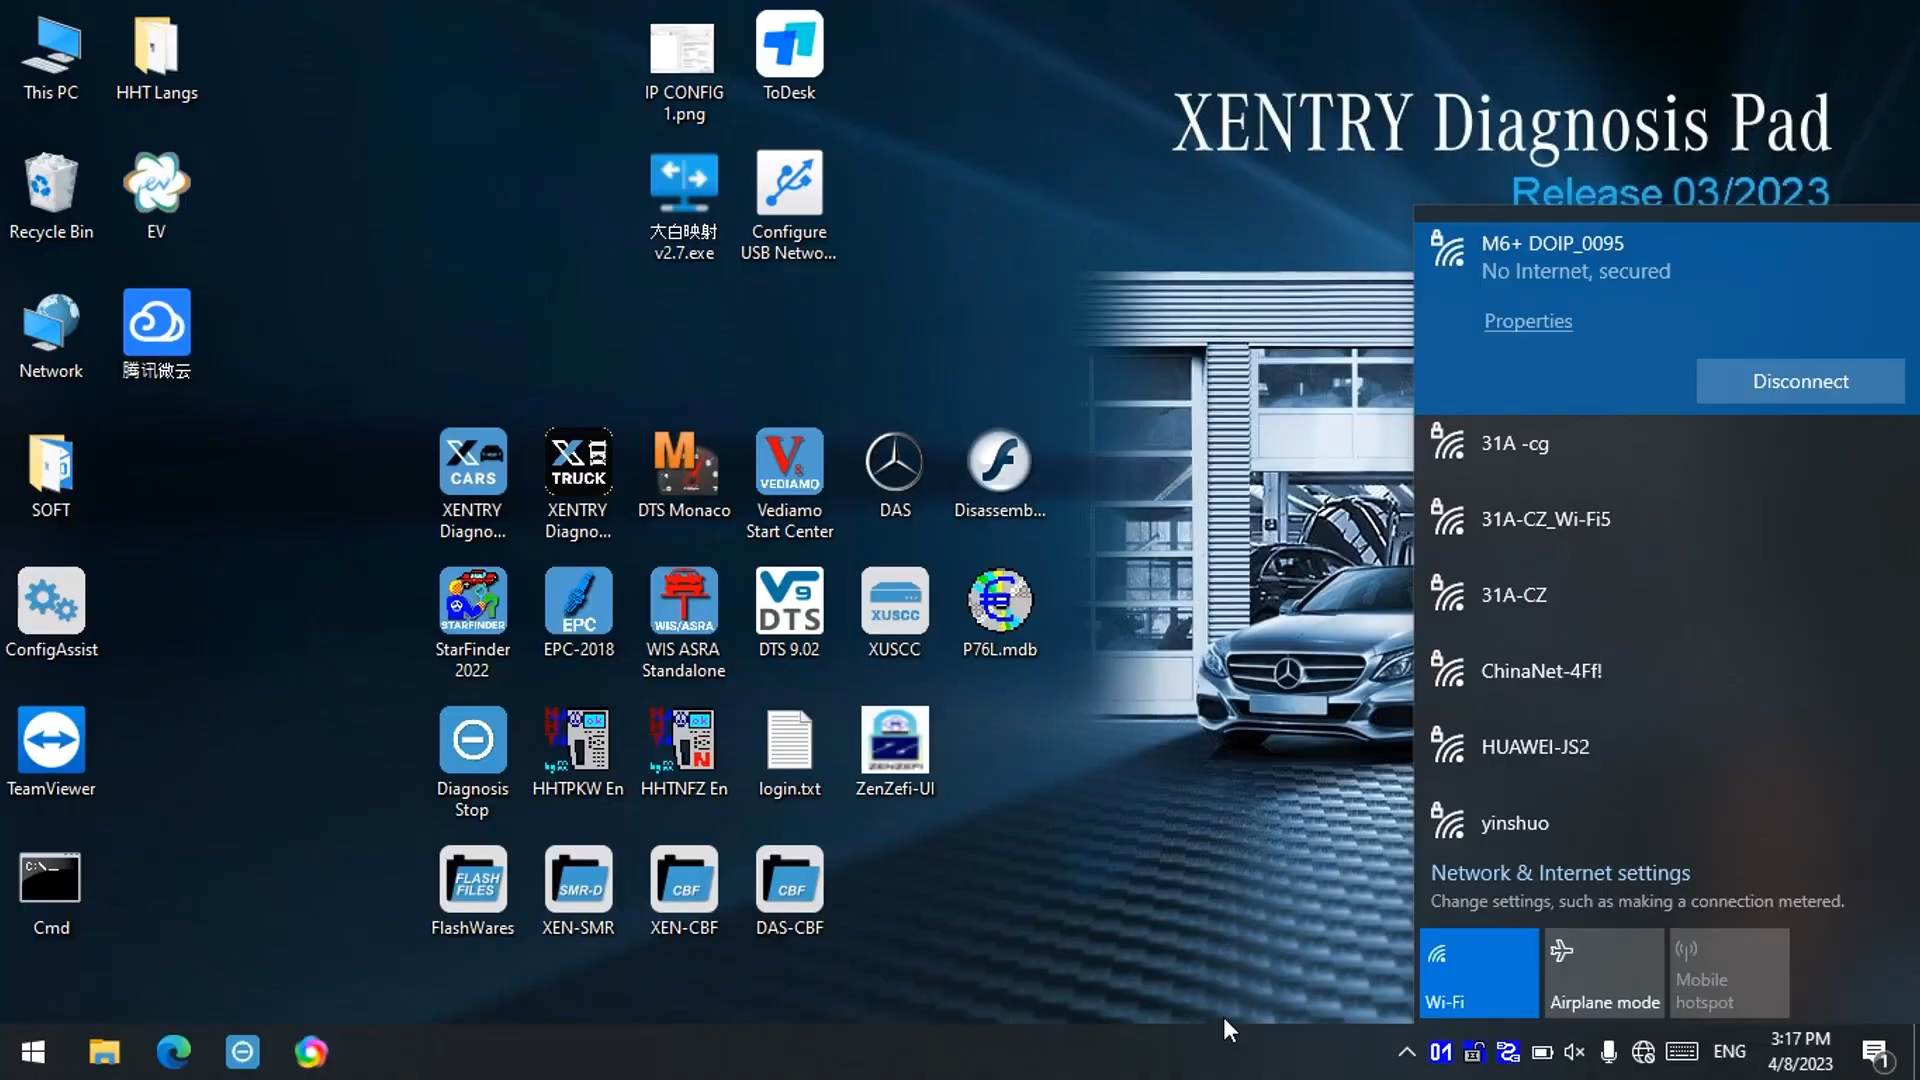 This PC
HHT Langs
IP CONFIG
1.png
ToDesk
XENTRY Diagnosis Pad
Release 03/2023
Recycle Bin
EV
大白映射
v2.7.exe
Configure
USB Netwo...
M6+ DOIP_0095
No Internet, secured
Properties
Disconnect
Network
腾讯微云
31A -cg
31A-CZ_Wi-Fi5
31A-CZ
ChinaNet-4Ff!
HUAWEI-JS2
yinshuo
Network & Internet settings
Change settings, such as making a connection metered.
Wi-Fi
Airplane mode
Mobile
hotspot
SOFT
X
CARS
XENTRY
Diagno...
X
TRUCK
XENTRY
Diagno...
M
DTS Monaco
V&
VEDIAMO
Vediamo
Start Center
DAS
Disassemb...
ConfigAssist
STARFINDER
StarFinder
2022
EPC
EPC-2018
WIS/ASRA
WIS ASRA
Standalone
V9
DTS
DTS 9.02
XUSCC
XUSCC
P76L.mdb
TeamViewer
Diagnosis
Stop
HHTPKW En
HHTNFZ En
login.txt
ZENZEFI
ZenZefi-UI
C:\_
Cmd
FLASH
FILES
FlashWares
SMR-D
XEN-SMR
CBF
XEN-CBF
CBF
DAS-CBF
01
ENG
3:17 PM
4/8/2023
1